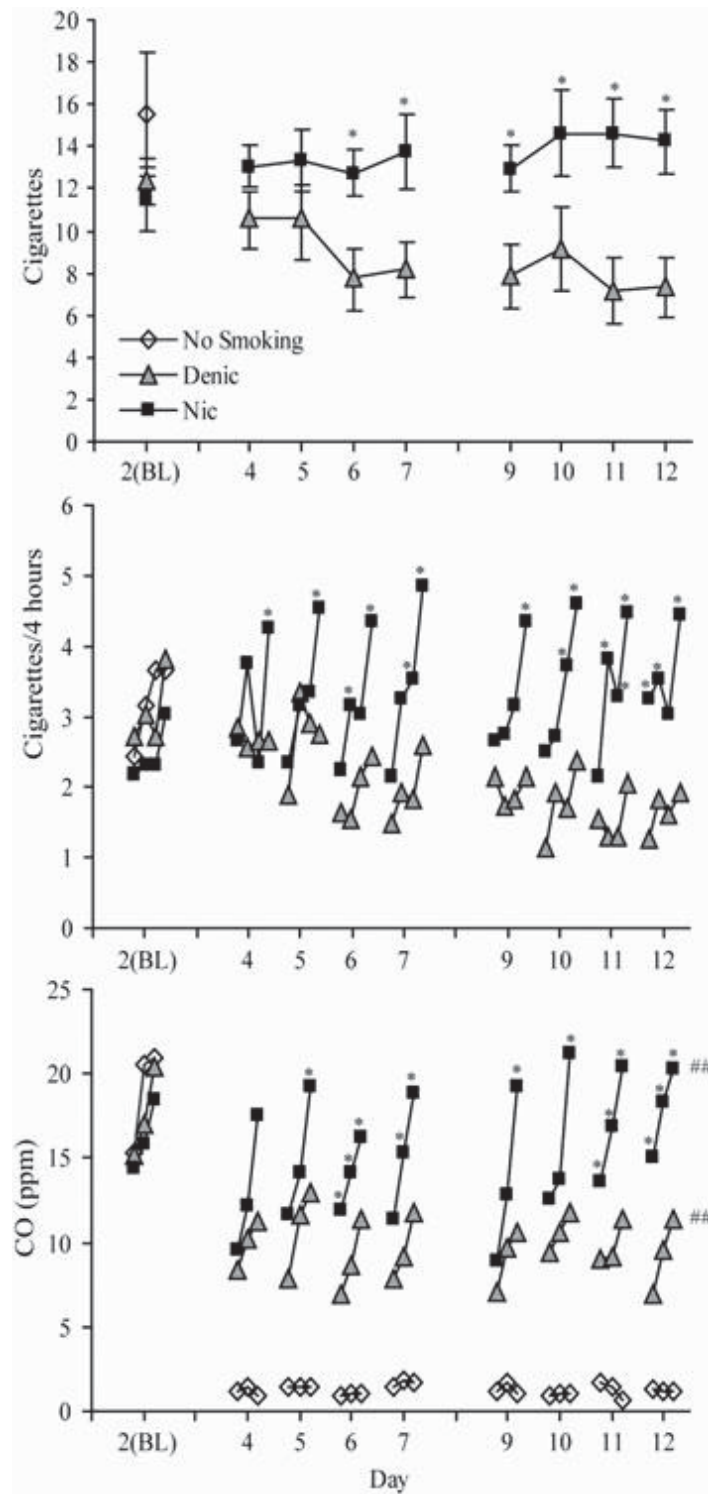 20
18
16
14
12
10
8
6
4
2
0
Cigarettes
No Smoking
Denic
Nic
* * * * * *
2(BL) 4 5 6 7 9 10 11 12
6
5
4
3
2
1
0
Cigarettes/4 hours
* * * * * * * * * * * * * * *
2(BL) 4 5 6 7 9 10 11 12
25
20
15
10
5
0
CO (ppm)
* * * * * * * * * * * * * *
##
##
2(BL) 4 5 6 7 9 10 11 12
Day